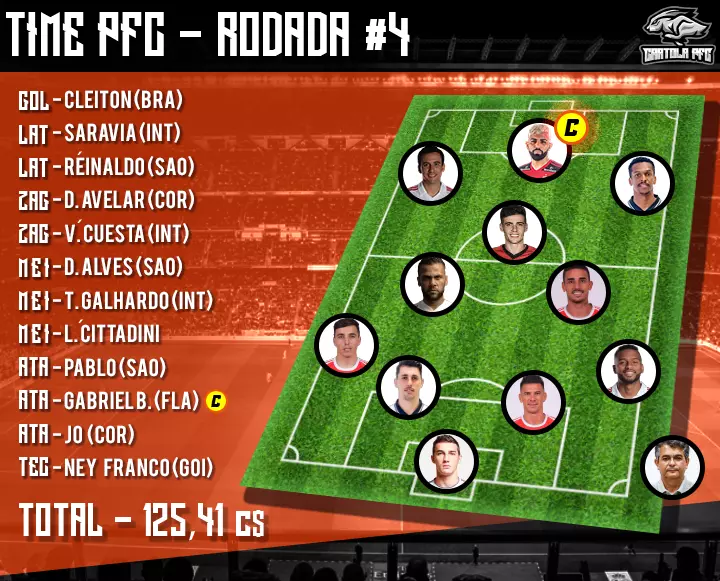 TIME PFC - RODADA #4
CARTOLA PFC
GOL - CLEITON (BRA)
LAT - SARAVIA (INT)
LAT - RÉINALDO (SAO)
ZAG - D. AVELAR (COR)
ZAG - V. CUESTA (INT)
MEI - D. ALVES (SAO)
MEI - T. GALHARDO (INT)
MEI - L. CITTADINI
ATA - PABLO (SAO)
ATA - GABRIEL B. (FLA) C
ATA - JO (COR)
TEC - NEY FRANCO (GOI)
TOTAL - 125,41 C$
C